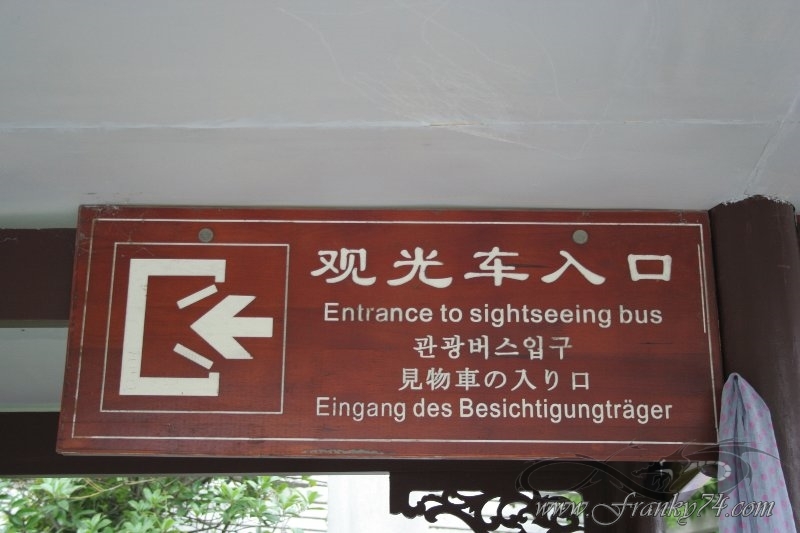 观光车入口
Entrance to sightseeing bus
관광버스입구
見物車の入り口
Eingang des Besichtigungträger
www.Franky74.com